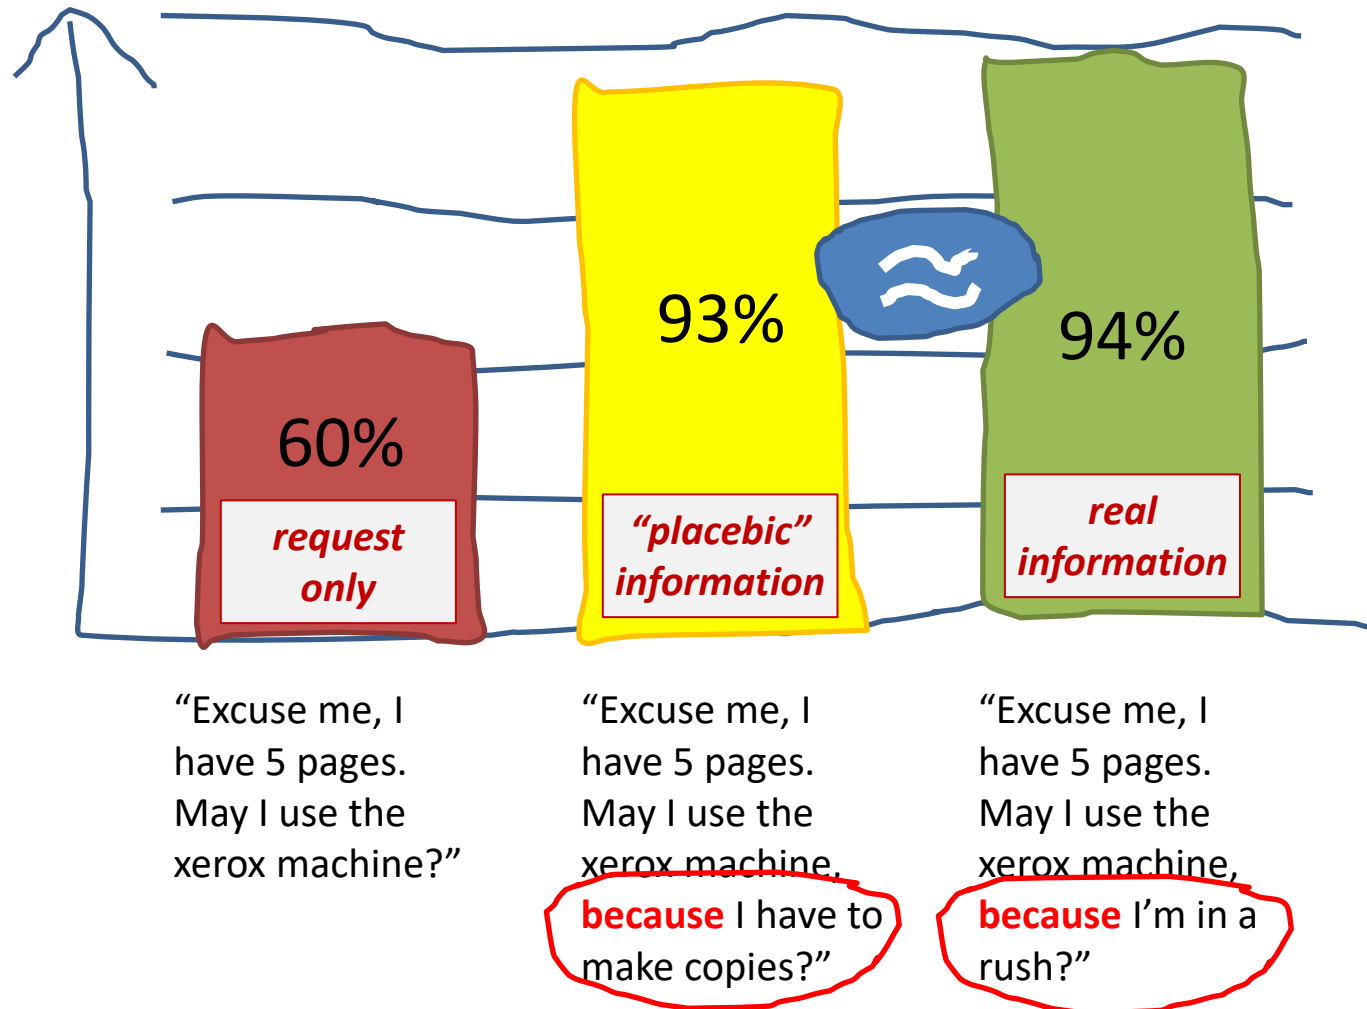 60%
request
only
93%
“placebic”
information
≈
94%
real
information
“Excuse me, I
have 5 pages.
May I use the
xerox machine?”
“Excuse me, I
have 5 pages.
May I use the
xerox machine,
because I have to
make copies?”
“Excuse me, I
have 5 pages.
May I use the
xerox machine,
because I’m in a
rush?”